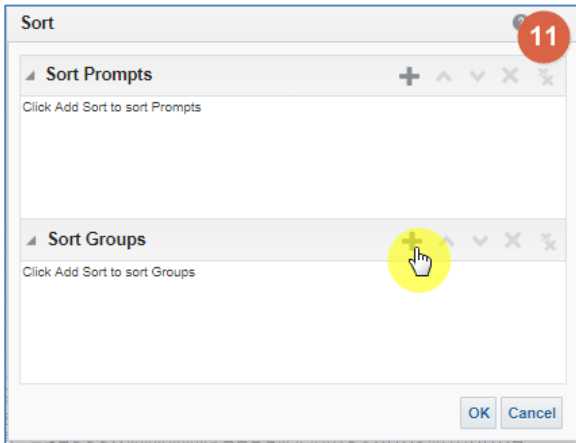 Sort
11
Sort Prompts
Click Add Sort to sort Prompts
Sort Groups
Click Add Sort to sort Groups
OK Cancel